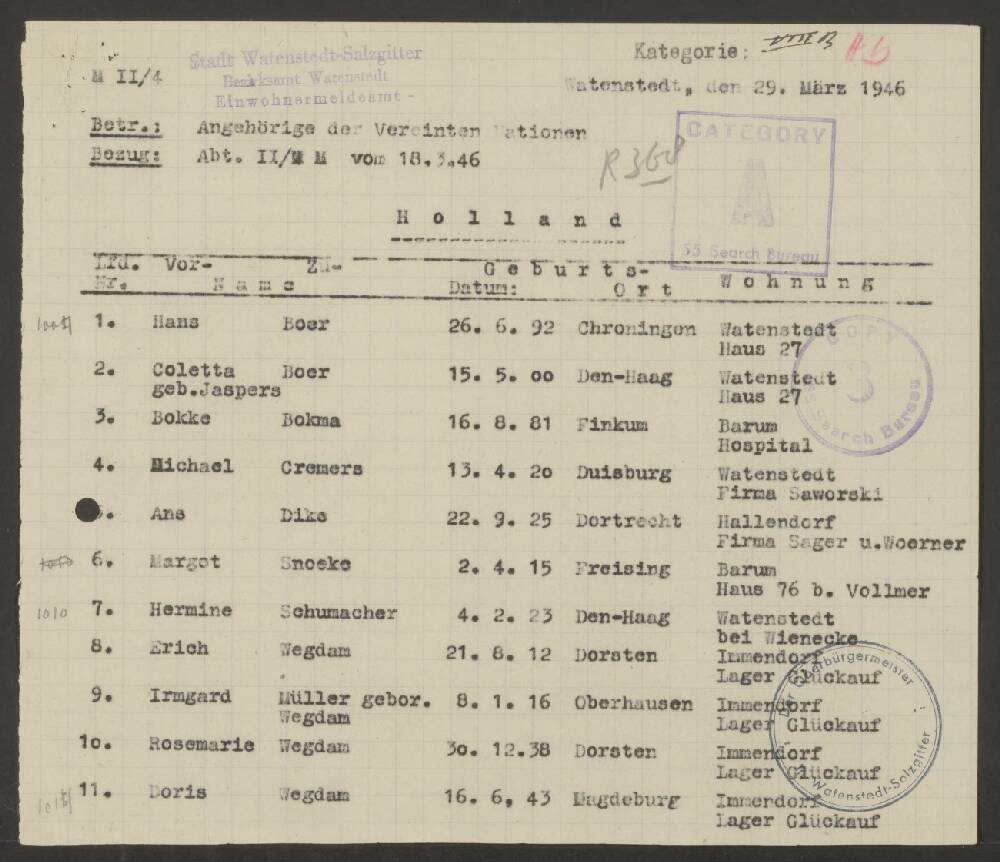 Stadt Watenstedt-Salzgitter
Bezirksamt Watenstedt
Einwohnermeldeamt -
M II/4
Kategorie:
Watenstedt, den 29. März 1946
Betr.: Angehörige der Vereinten Nationen
Bezug: Abt. II/M M vom 18.3.46
R 368
CATEGORY
A
SS Search Bureau
Holland
Lfd. Vor- Zu- Geburts-
Nr. Name Datum: Ort Wohnung
1. Hans Boer 26. 6. 92 Chroningen Watenstedt
Haus 27
2. Coletta Boer 15. 5. oo Den-Haag Watenstedt
geb.Jaspers Haus 27
3. Bokke Bokma 16. 8. 81 Finkum Barum
Hospital
4. Michael Cremers 13. 4. 2o Duisburg Watenstedt
Firma Saworski
5. Ans Dike 22. 9. 25 Dortrecht Hallendorf
Firma Sager u.Woerner
6. Margot Snoeke 2. 4. 15 Freising Barum
Haus 76 b. Vollmer
1010 7. Hermine Schumacher 4. 2. 23 Den-Haag Watenstedt
bei Wienecke
8. Erich Wegdam 21. 8. 12 Dorsten Immendorf
Lager Glückauf
9. Irmgard Müller gebor. 8. 1. 16 Oberhausen Immendorf
Wegdam Lager Glückauf
1o. Rosemarie Wegdam 3o. 12.38 Dorsten Immendorf
Lager Glückauf
11. Doris Wegdam 16. 6, 43 Magdeburg Immendorf
Lager Glückauf
COPY
3
Search Bureau
Der Oberbürgermeister
Watenstedt-Salzgitter